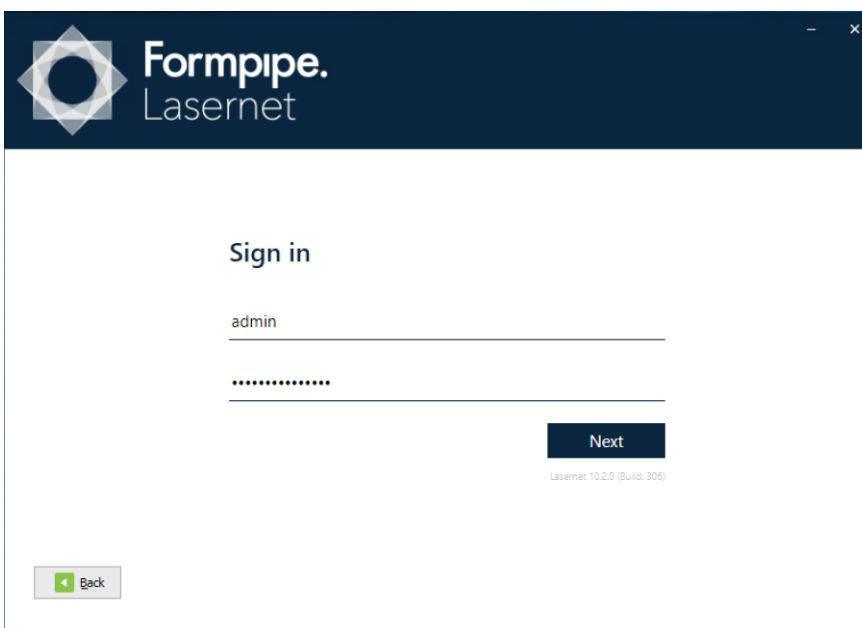 Formpipe.
Lasernet
Sign in
admin
•••••••••••••••
Next
Lasernet 10.2.0 (Build: 306)
Back